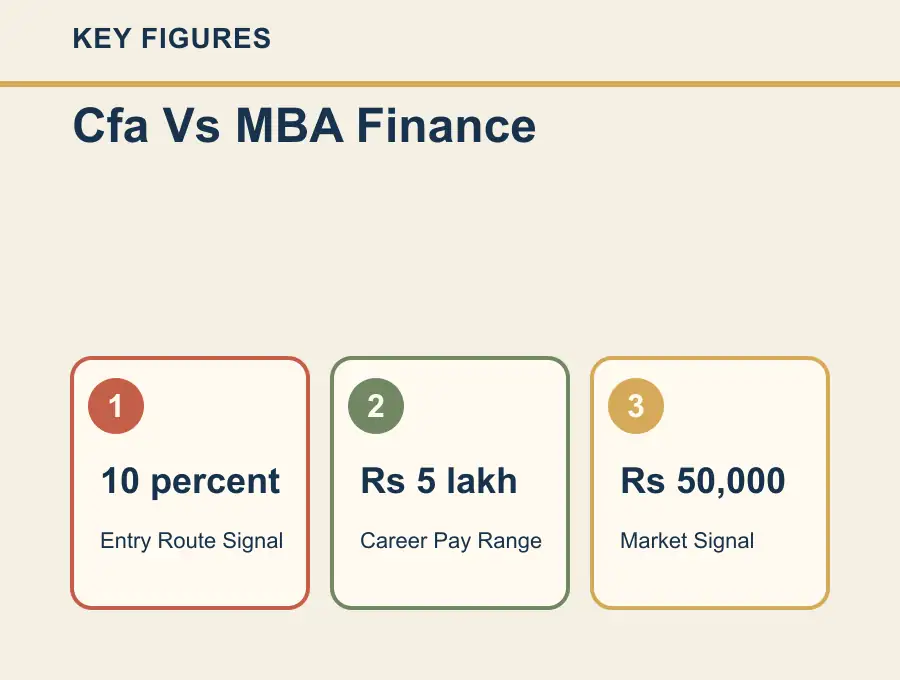 KEY FIGURES
Cfa Vs MBA Finance
1
10 percent
Entry Route Signal
2
Rs 5 lakh
Career Pay Range
3
Rs 50,000
Market Signal